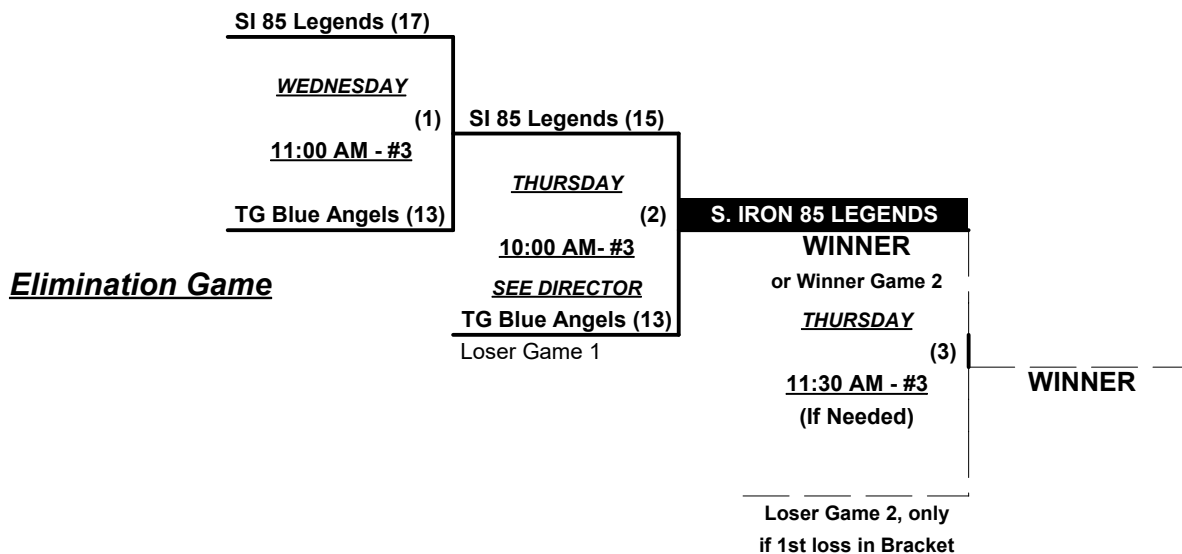 SI 85 Legends (17)
WEDNESDAY
(1)
11:00 AM - #3
TG Blue Angels (13)
Elimination Game
SI 85 Legends (15)
THURSDAY
(2)
10:00 AM- #3
SEE DIRECTOR
TG Blue Angels (13)
Loser Game 1
S. IRON 85 LEGENDS
WINNER
or Winner Game 2
THURSDAY
(3)
11:30 AM - #3
(If Needed)
WINNER
Loser Game 2, only
if 1st loss in Bracket